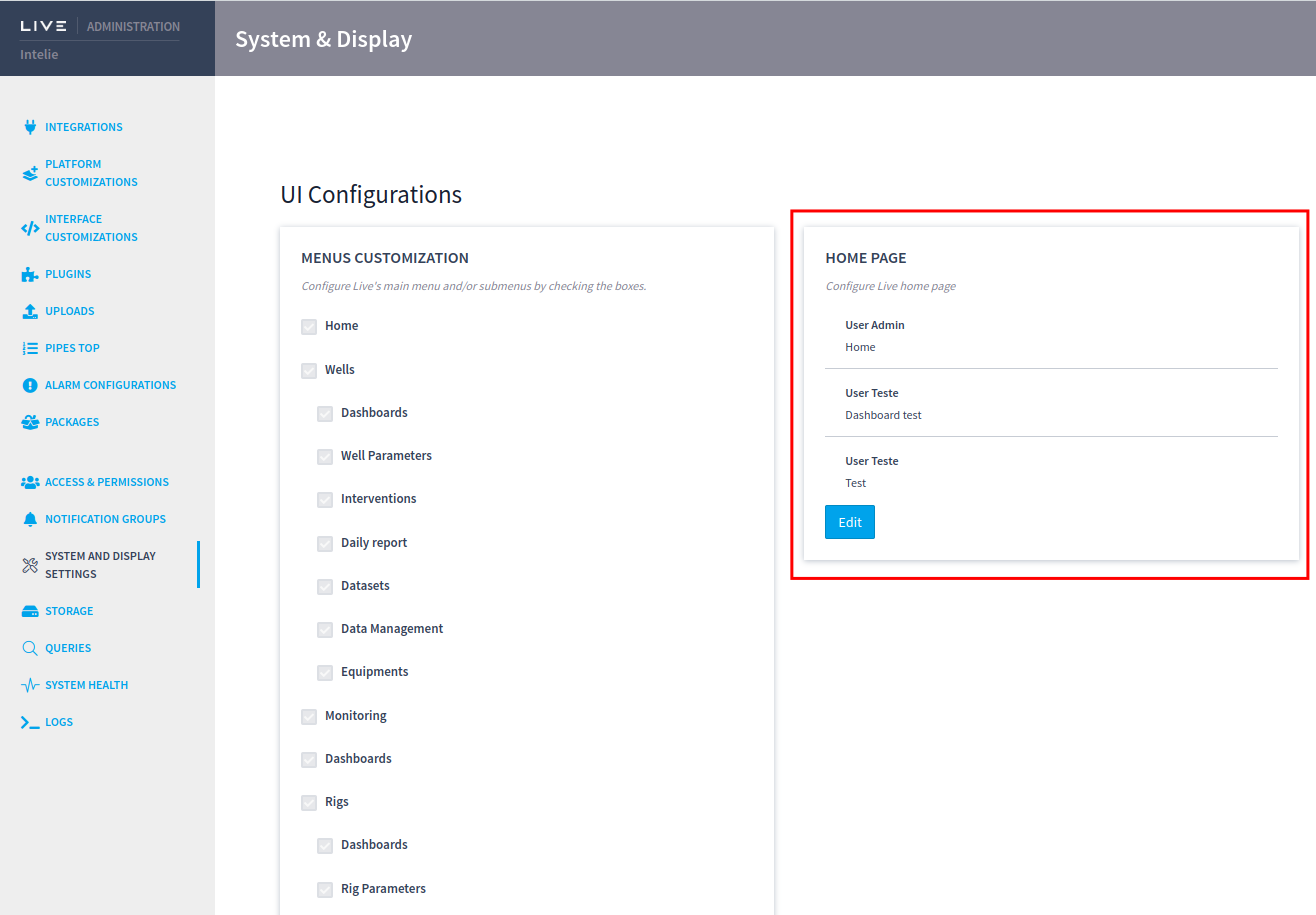 LIVE ADMINISTRATION
Intelie
System & Display
INTEGRATIONS
PLATFORM
CUSTOMIZATIONS
INTERFACE
CUSTOMIZATIONS
PLUGINS
UPLOADS
PIPES TOP
ALARM CONFIGURATIONS
PACKAGES
ACCESS & PERMISSIONS
NOTIFICATION GROUPS
SYSTEM AND DISPLAY
SETTINGS
STORAGE
QUERIES
SYSTEM HEALTH
LOGS
UI Configurations
MENUS CUSTOMIZATION
Configure Live's main menu and/or submenus by checking the boxes.
Home
Wells
Dashboards
Well Parameters
Interventions
Daily report
Datasets
Data Management
Equipments
Monitoring
Dashboards
Rigs
Dashboards
Rig Parameters
HOME PAGE
Configure Live home page
User Admin
Home
User Teste
Dashboard test
User Teste
Test
Edit